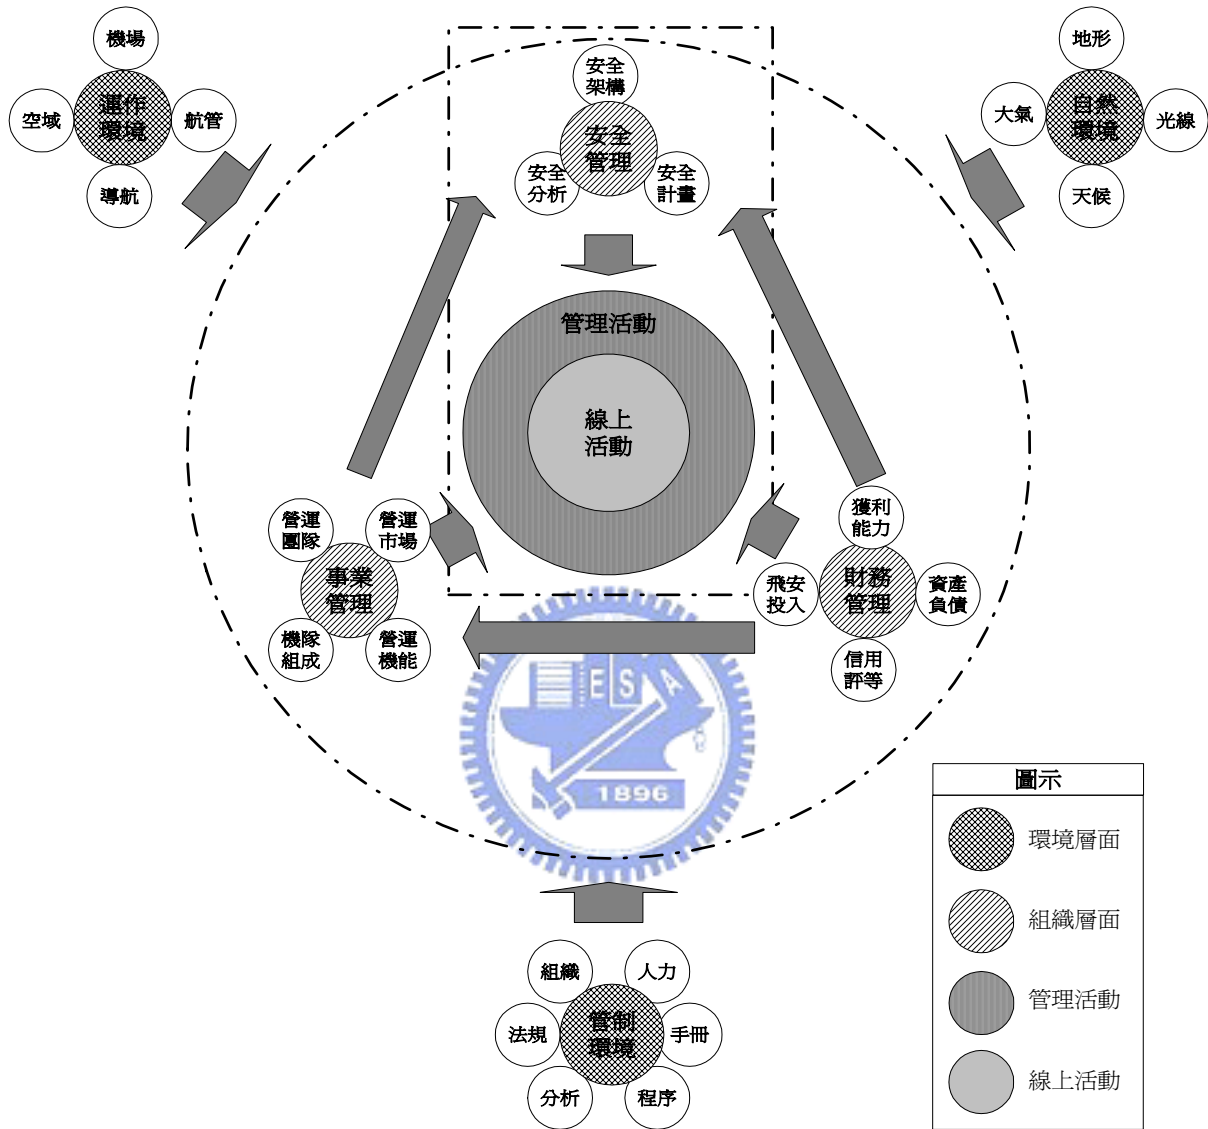 機場
運作
環境
空域
航管
導航
安全
架構
安全
管理
安全
分析
安全
計畫
地形
自然
環境
大氣
光線
天候
管理活動
線上
活動
營運
團隊
營運
市場
事業
管理
機隊
組成
營運
機能
獲利
能力
飛安
投入
財務
管理
資產
負債
信用
評等
E S A
1896
組織
人力
法規
管制
環境
手冊
分析
程序
圖示
環境層面
組織層面
管理活動
線上活動